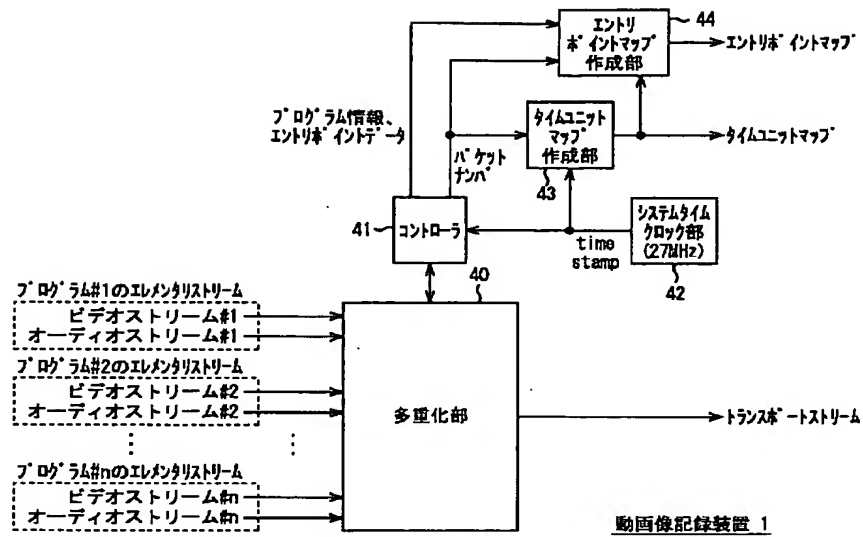 エントリ
ポイントマップ
作成部
44
エントリポイントマップ
プログラム情報、
エントリポイントデータ
パケット
ナンバ
タイムユニット
マップ
作成部
43
タイムユニットマップ
41
コントローラ
time
stamp
システムタイム
クロック部
(27MHz)
42
40
プログラム#1のエレメンタリストリーム
ビデオストリーム#1
オーディオストリーム#1
プログラム#2のエレメンタリストリーム
ビデオストリーム#2
オーディオストリーム#2
多重化部
トランスポートストリーム
プログラム#nのエレメンタリストリーム
ビデオストリーム#n
オーディオストリーム#n
動画像記録装置 1